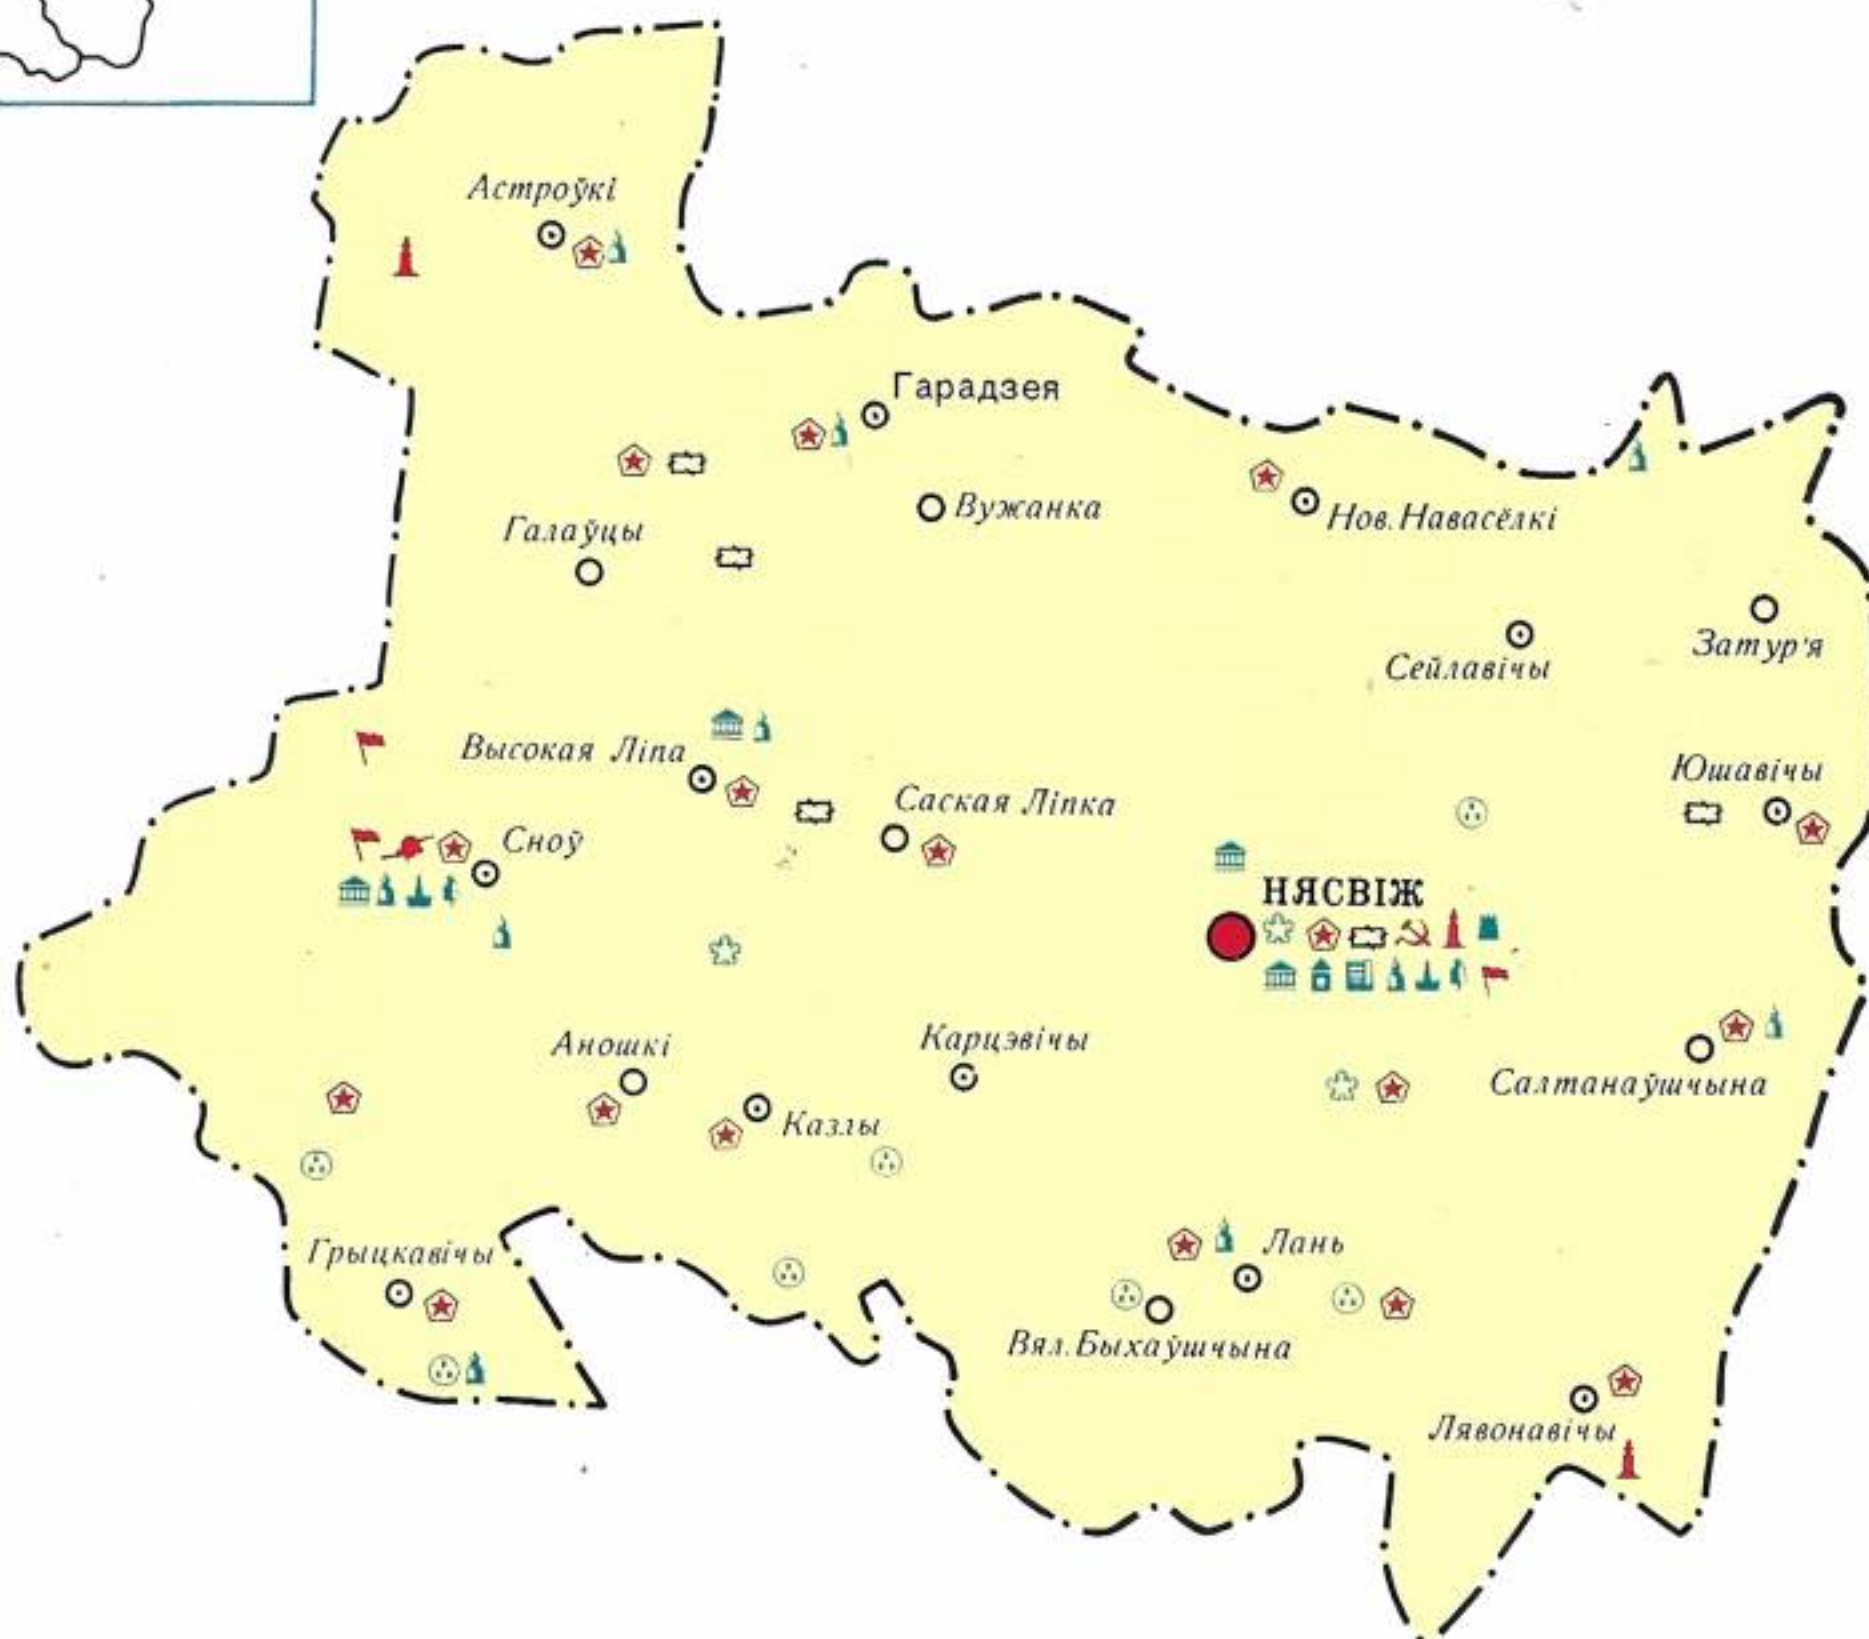 Астроўкі
Гарадзея
Вужанка
Нов. Навасёлкі
Галаўцы
Затур'я
Сейлавічы
Высокая Ліпа
Юшавічы
Саская Ліпка
Сноў
НЯСВІЖ
Аношкі
Карцэвічы
Салтанаўшчына
Казлы
Грыцкавічы
Лань
Вял. Быхаўшчына
Лявонавічы